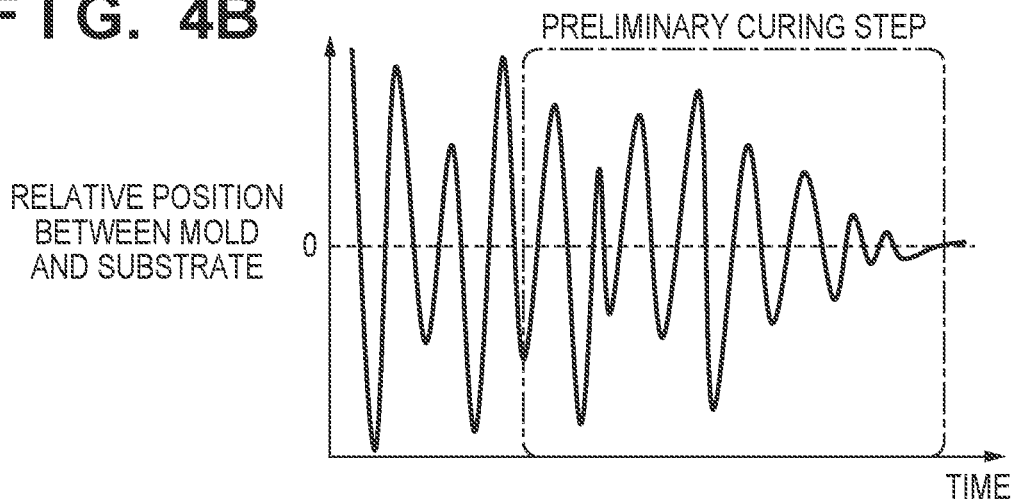 FIG. 4B
PRELIMINARY CURING STEP
RELATIVE POSITION
BETWEEN MOLD
AND SUBSTRATE
0
TIME